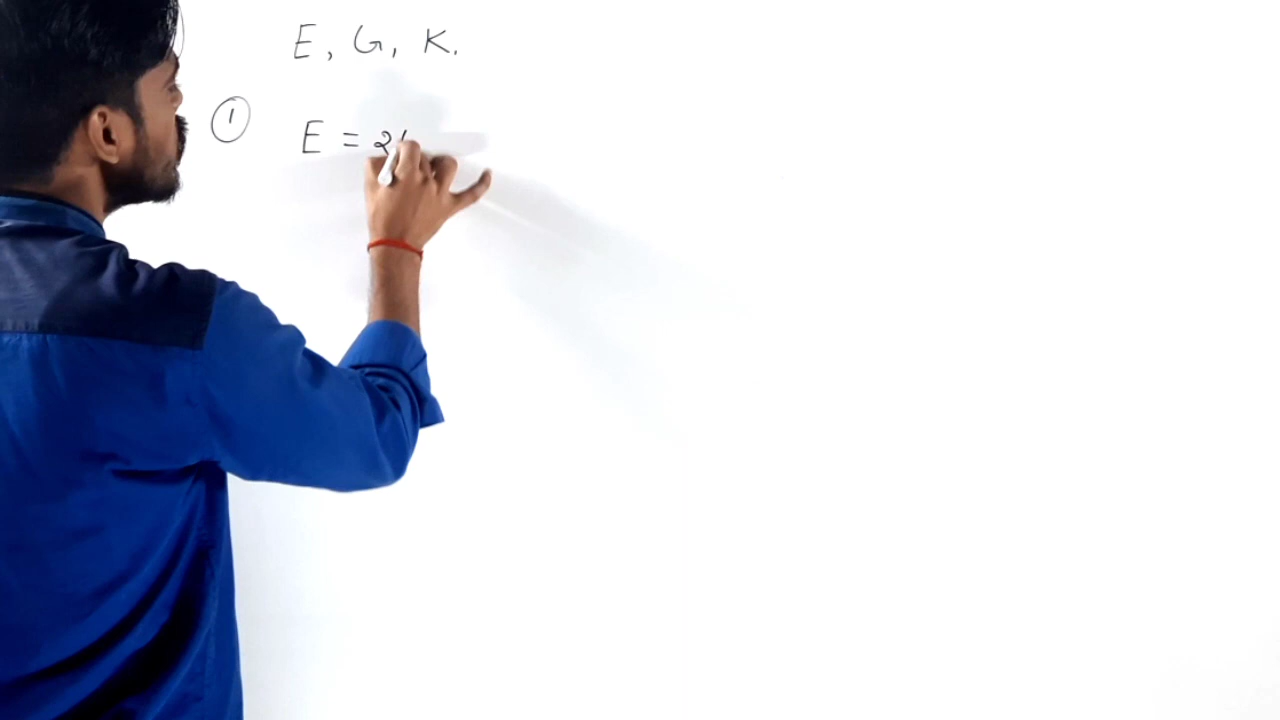 E, G, K.
① E = 2